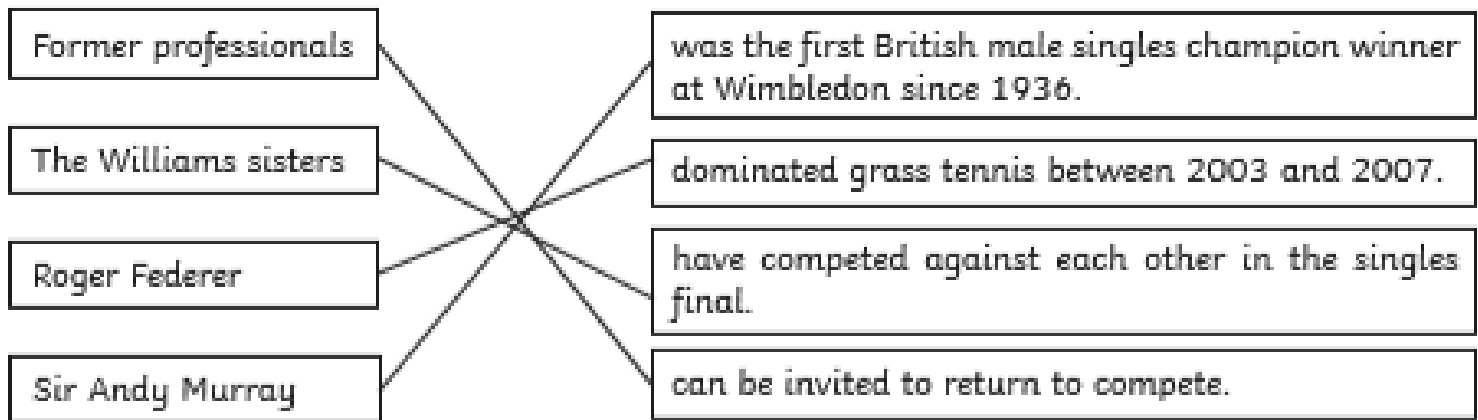 Former professionals
The Williams sisters
Roger Federer
Sir Andy Murray
was the first British male singles champion winner
at Wimbledon since 1936.
dominated grass tennis between 2003 and 2007.
have competed against each other in the singles
final.
can be invited to return to compete.